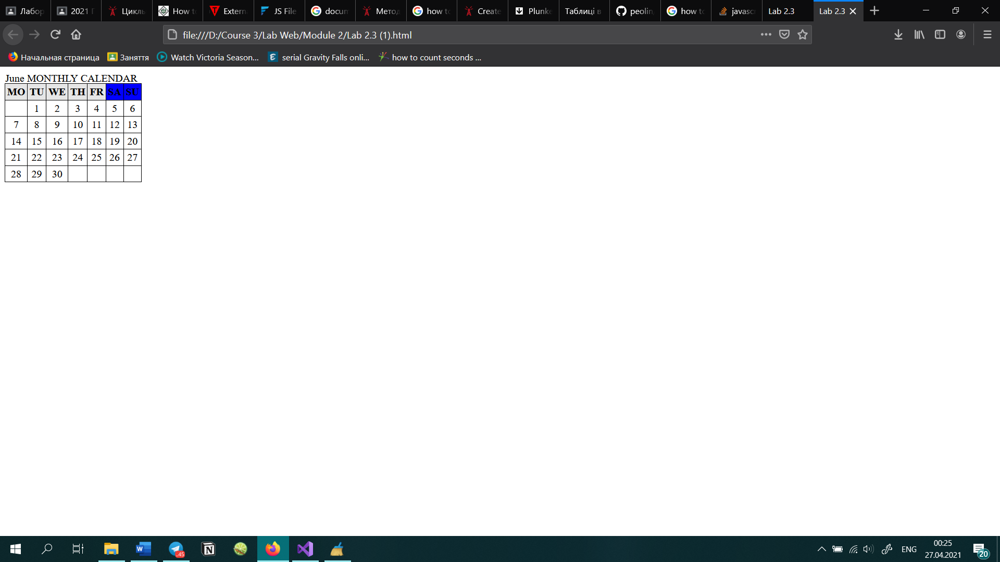 Лабор 2021 Цикль How t Extern JS File docum Метод how to Create Plunke Таблиці в peolin how to javasc Lab 2.3 Lab 2.3
file:///D:/Course 3/Lab Web/Module 2/Lab 2.3 (1).html
Начальная страница Заняття Watch Victoria Season... serial Gravity Falls onli... how to count seconds ...
June MONTHLY CALENDAR
MO TU WE TH FR SA SU
1 2 3 4 5 6
7 8 9 10 11 12 13
14 15 16 17 18 19 20
21 22 23 24 25 26 27
28 29 30
..45
ENG
00:25
27.04.2021
20